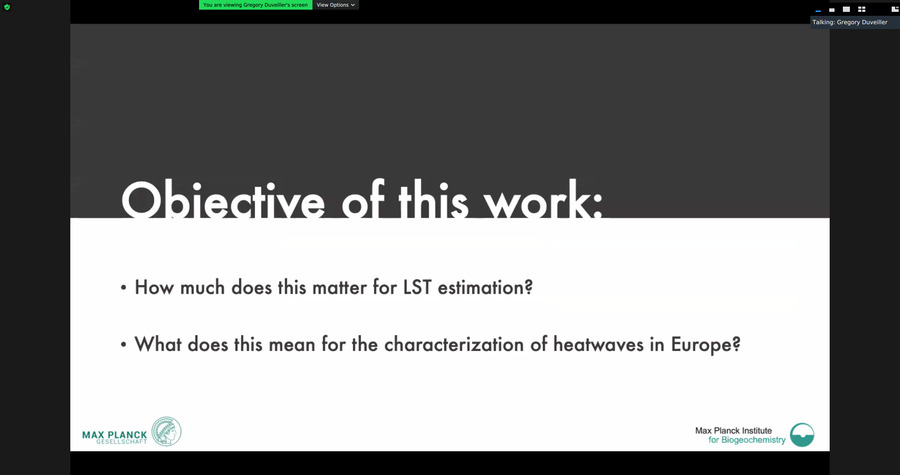 You are viewing Gregory Duveiller's screen
View Options
Talking: Gregory Duveiller
Objective of this work:
• How much does this matter for LST estimation?
• What does this mean for the characterization of heatwaves in Europe?
MAX PLANCK
GESELLSCHAFT
Max Planck Institute
for Biogeochemistry